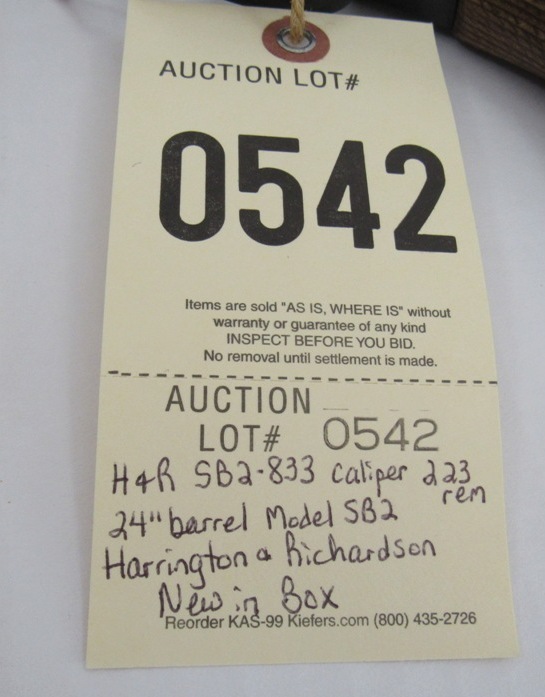 AUCTION LOT#
0542
Items are sold "AS IS, WHERE IS" without
warranty or guarantee of any kind
INSPECT BEFORE YOU BID.
No removal until settlement is made.
AUCTION
LOT# 0542
H&R SB2-833 Caliper 223
rem
24" barrel Model SB2
Harrington & Richardson
New in Box
Reorder KAS-99 Kiefers.com (800) 435-2726